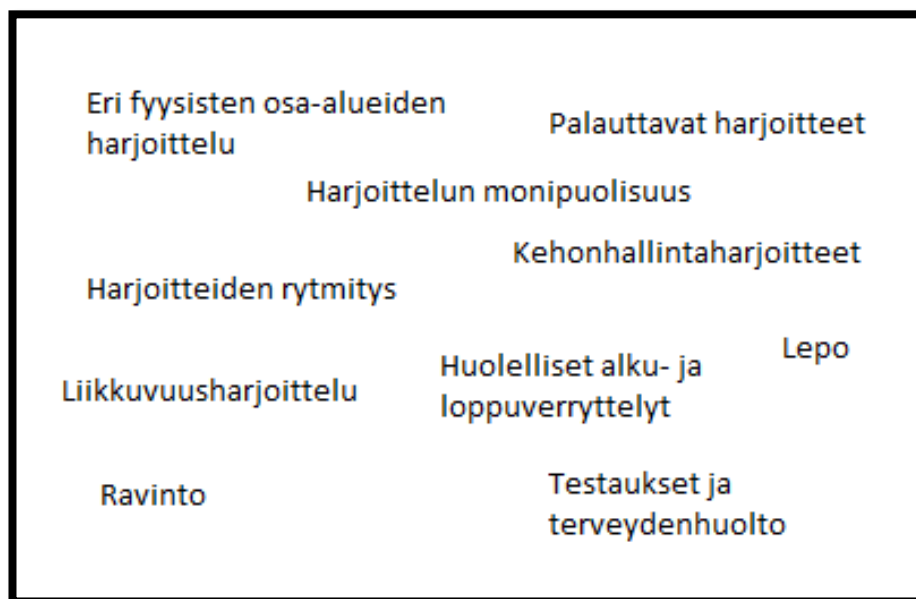 Eri fyysisten osa-alueiden
harjoittelu
Palauttavat harjoitteet
Harjoittelun monipuolisuus
Kehonhallintaharjoitteet
Harjoitteiden rytmitys
Lepo
Huolelliset alku- ja
loppuverryttelyt
Liikkuvuusharjoittelu
Ravinto
Testaukset ja
terveydenhuolto